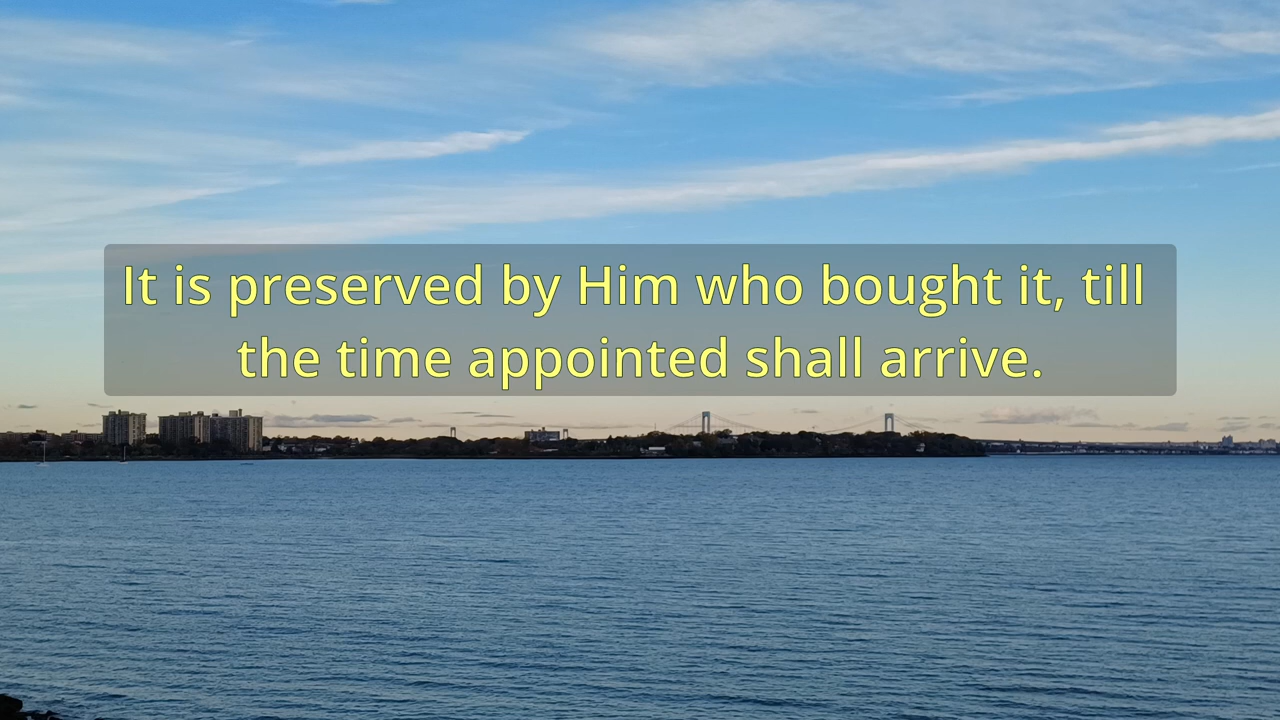 It is preserved by Him who bought it, till
the time appointed shall arrive.